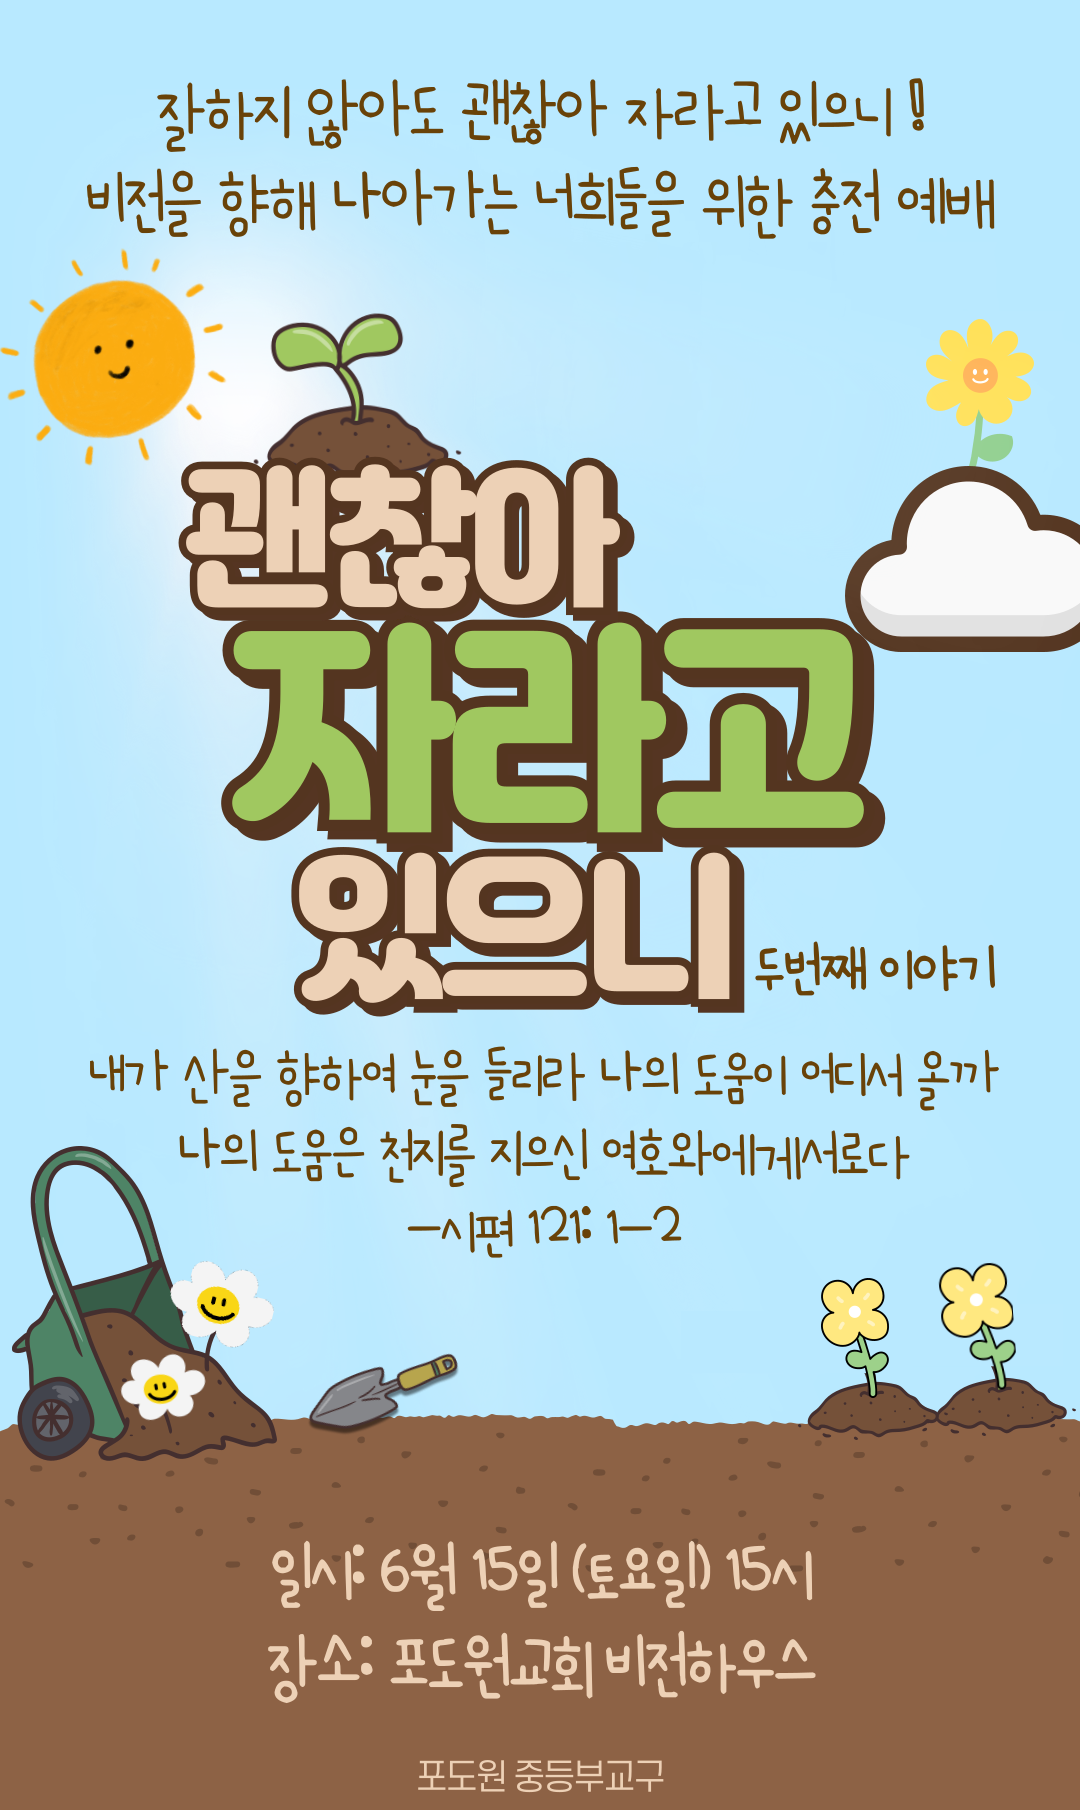 잘하지 않아도 괜찮아 자라고 있으니!
비전을 향해 나아가는 너희들을 위한 충전 예배
괜찮아
자라고
있으니
두번째 이야기
내가 산을 향하여 눈을 들리라 나의 도움이 어디서 올까
나의 도움은 천지를 지으신 여호와에게서로다
-시편 121: 1-2
일시: 6월 15일 (토요일) 15시
장소: 포도원교회 비전하우스
포도원 중등부교구